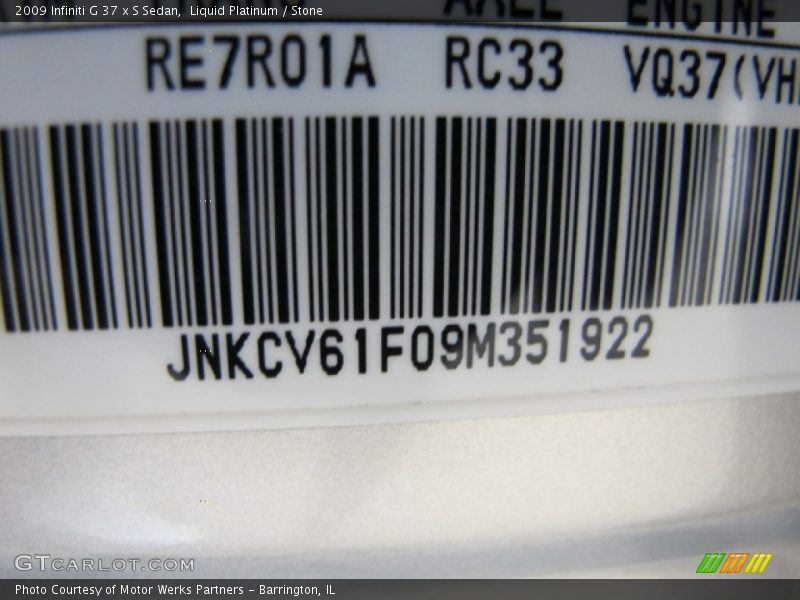 2009 Infiniti G 37 x S Sedan,  Liquid Platinum / Stone
AXLE ENGINE
RE7R01A RC33 VQ37(VH
JNKCV61F09M351922
GTCARLOT.COM
Photo Courtesy of Motor Werks Partners - Barrington, IL